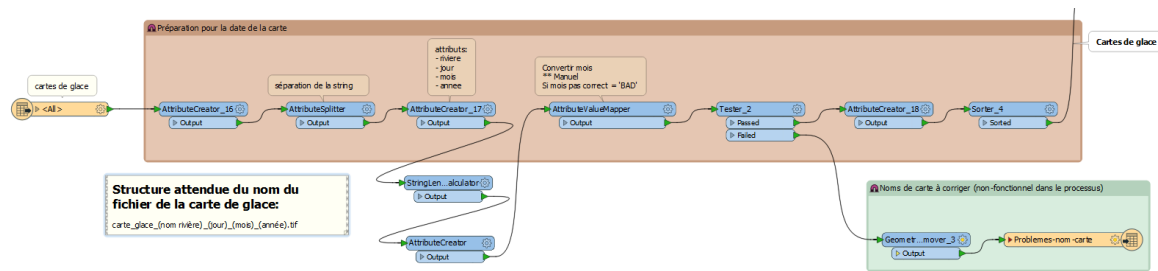 Préparation pour la date de la carte
cartes de glace
<All>
AttributeCreator_16
Output
séparation de la string
AttributeSplitter
Output
attributs:
- riviere
- jour
- mois
- annee
AttributeCreator_17
Output
Convertir mois
** Manuel
Si mois pas correct = 'BAD'
AttributeValueMapper
Output
Tester_2
Passed
Failed
AttributeCreator_18
Output
Sorter_4
Sorted
Cartes de glace
StringLen...alculator
Output
AttributeCreator
Output
Structure attendue du nom du
fichier de la carte de glace:
carte_glace_(nom rivière)_(jour)_(mois)_(année).tif
Noms de carte à corriger (non-fonctionnel dans le processus)
Geometr...mover_3
Output
Problemes-nom-carte